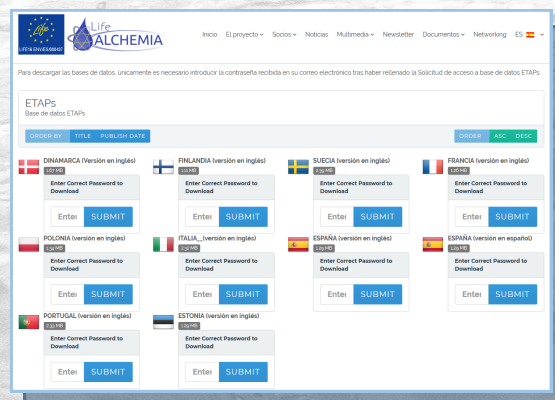 Life
LIFE16 ENV/ES/000437
Life
ALCHEMIA
Inicio El proyecto Socios Noticias Multimedia Newsletter Documentos Networking ES
Para descargar las bases de datos, únicamente es necesario introducir la contraseña recibida en su correo electrónico tras haber rellenado la Solicitud de acceso a base de datos ETAPs.
ETAPs
Base de datos ETAPs
ORDER BY TITLE PUBLISH DATE
ORDER ASC DESC
DINAMARCA (Versión en inglés)
1.67 MB
Enter Correct Password to
Download
Enter SUBMIT
FINLANDIA (versión en inglés)
1.11 MB
Enter Correct Password to
Download
Enter SUBMIT
SUECIA (versión en inglés)
2.39 MB
Enter Correct Password to
Download
Enter SUBMIT
FRANCIA (versión en inglés)
1.26 MB
Enter Correct Password to
Download
Enter SUBMIT
POLONIA (versión en inglés)
1.34 MB
Enter Correct Password to
Download
Enter SUBMIT
ITALIA_ (versión en inglés)
2.32 MB
Enter Correct Password to
Download
Enter SUBMIT
ESPAÑA (versión en inglés)
1.29 MB
Enter Correct Password to
Download
Enter SUBMIT
ESPAÑA (versión en español)
1.29 MB
Enter Correct Password to
Download
Enter SUBMIT
PORTUGAL (versión en inglés)
2.33 MB
Enter Correct Password to
Download
Enter SUBMIT
ESTONIA (versión en inglés)
1.29 MB
Enter Correct Password to
Download
Enter SUBMIT